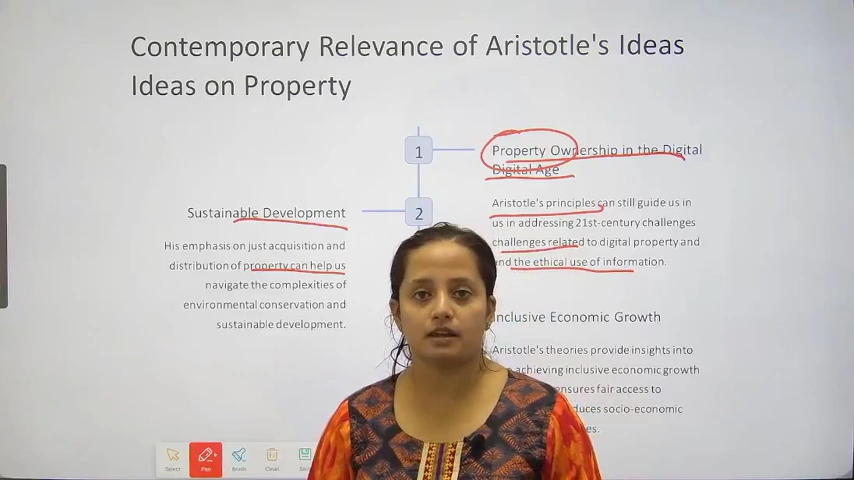 Contemporary Relevance of Aristotle's Ideas
Ideas on Property
1
Property Ownership in the Digital
Digital Age
Aristotle's principles can still guide us in
us in addressing 21st-century challenges
challenges related to digital property and
and the ethical use of information.
2
Sustainable Development
His emphasis on just acquisition and
distribution of property can help us
navigate the complexities of
environmental conservation and
sustainable development.
Inclusive Economic Growth
Aristotle's theories provide insights into
achieving inclusive economic growth
ensures fair access to
socio-economic
Select
Pen
Brush
Clean